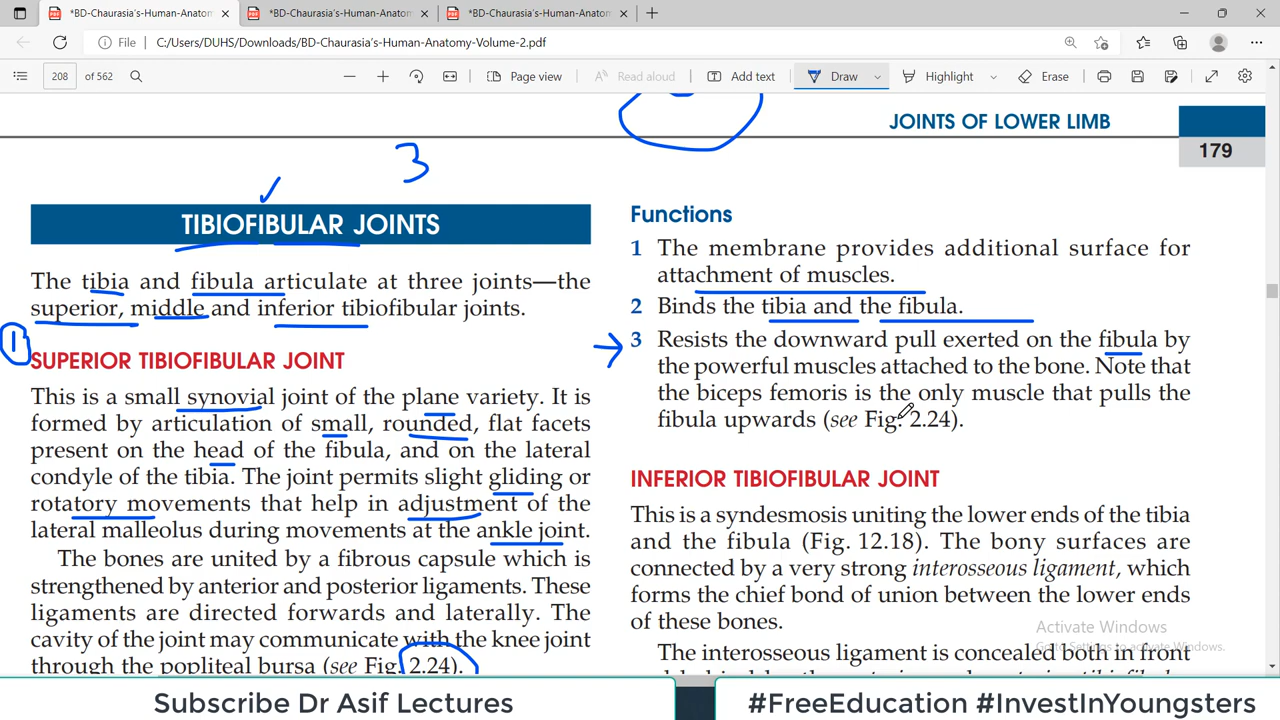 *BD-Chaurasia's-Human-Anatom
*BD-Chaurasia's-Human-Anatom
*BD-Chaurasia's-Human-Anatom
File
C:/Users/DUHS/Downloads/BD-Chaurasia's-Human-Anatomy-Volume-2.pdf
208 of 562
Page view
Read aloud
Add text
Draw
Highlight
Erase
JOINTS OF LOWER LIMB
179
3
TIBIOFIBULAR JOINTS
The tibia and fibula articulate at three joints—the
superior, middle and inferior tibiofibular joints.
1
SUPERIOR TIBIOFIBULAR JOINT
This is a small synovial joint of the plane variety. It is
formed by articulation of small, rounded, flat facets
present on the head of the fibula, and on the lateral
condyle of the tibia. The joint permits slight gliding or
rotatory movements that help in adjustment of the
lateral malleolus during movements at the ankle joint.
The bones are united by a fibrous capsule which is
strengthened by anterior and posterior ligaments. These
ligaments are directed forwards and laterally. The
cavity of the joint may communicate with the knee joint
through the popliteal bursa (see Fig. 2.24).
Functions
1 The membrane provides additional surface for
attachment of muscles.
2 Binds the tibia and the fibula.
3 Resists the downward pull exerted on the fibula by
the powerful muscles attached to the bone. Note that
the biceps femoris is the only muscle that pulls the
fibula upwards (see Fig. 2.24).
INFERIOR TIBIOFIBULAR JOINT
This is a syndesmosis uniting the lower ends of the tibia
and the fibula (Fig. 12.18). The bony surfaces are
connected by a very strong interosseous ligament, which
forms the chief bond of union between the lower ends
of these bones.
The interosseous ligament is concealed both in front
Activate Windows
Go to Settings to activate Windows.
Subscribe Dr Asif Lectures
#FreeEducation #InvestInYoungsters